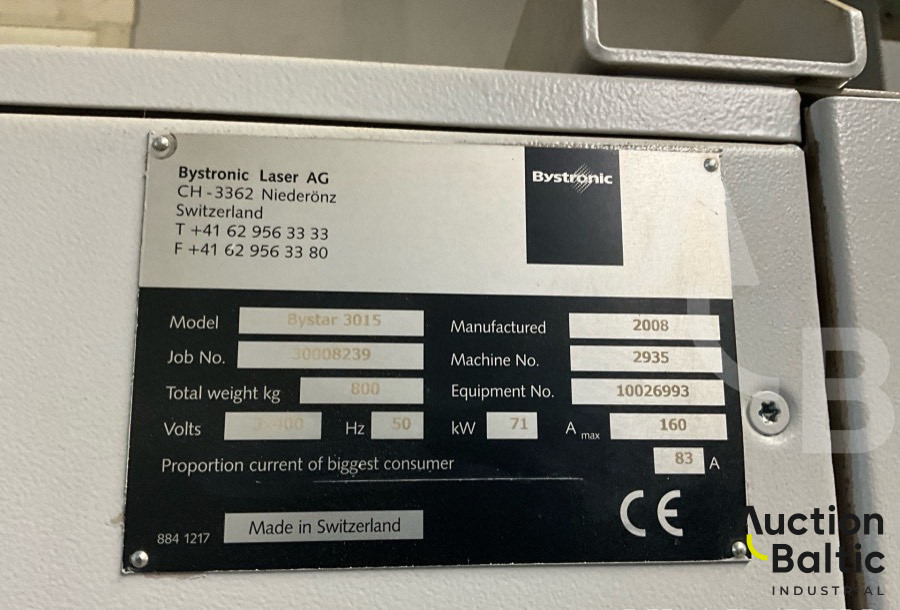 Bystronic Laser AG
CH-3362 Niederönz
Switzerland
T +41 62 956 33 33
F +41 62 956 33 80
Bystronic
Model Bystar 3015
Manufactured 2008
Job No. 30008239
Machine No. 2935
Total weight kg 800
Equipment No. 10026993
Volts 3x400 Hz 50 kW 71 A max 160
Proportion current of biggest consumer 83 A
884 1217 Made in Switzerland CE
AB
Auction
Baltic
INDUSTRIAL